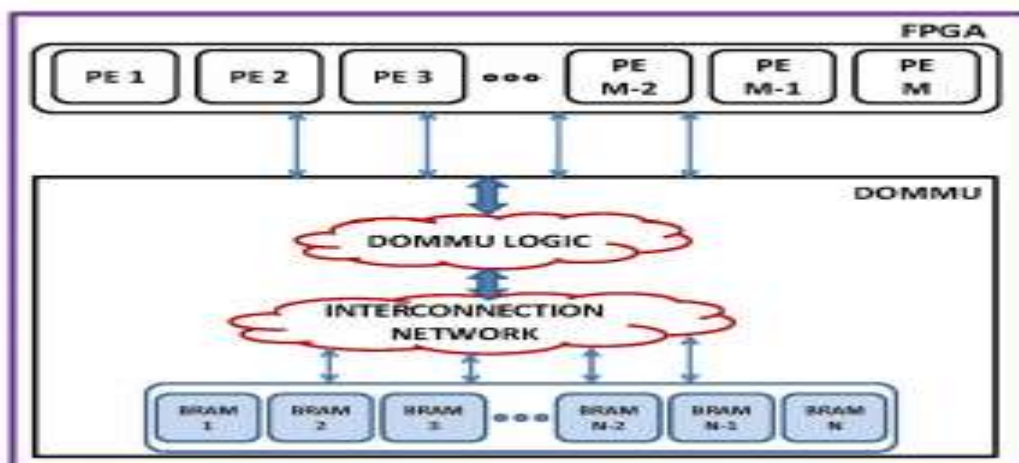 FPGA
PE 1 PE 2 PE 3 ••• PE M-2 PE M-1 PE M
DOMMU
DOMMU LOGIC
INTERCONNECTION
NETWORK
BRAM 1 BRAM 2 BRAM 3 ••• BRAM N-2 BRAM N-1 BRAM N